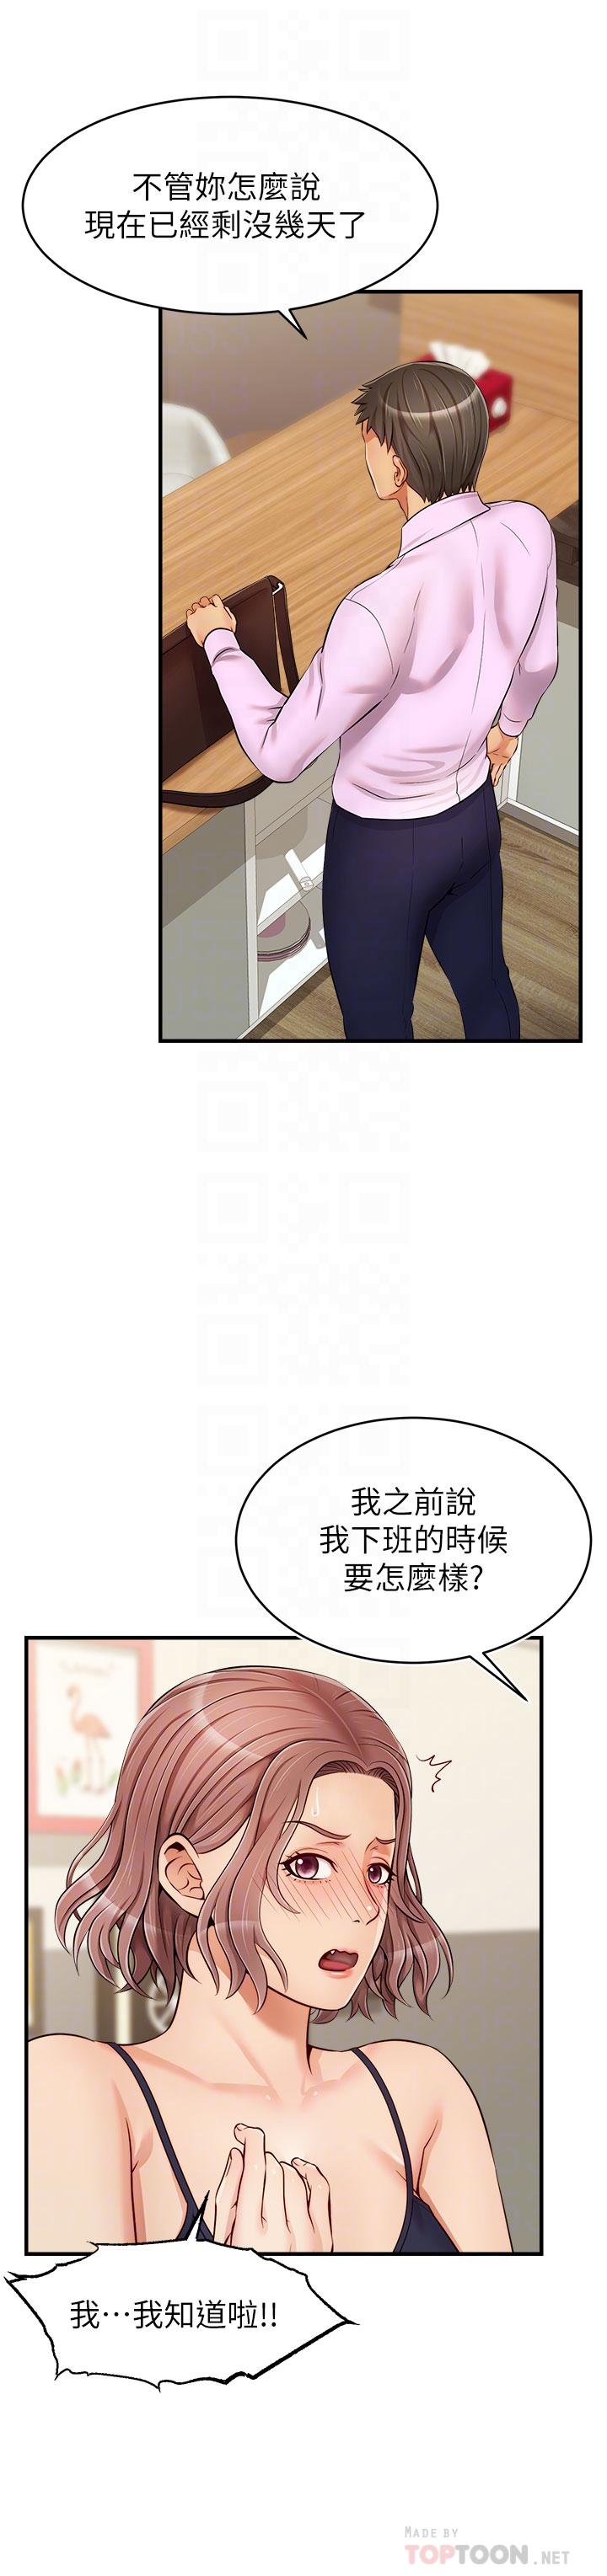 不管妳怎麼說
現在已經剩沒幾天了
我之前說
我下班的時候
要怎麼樣?
我…我知道啦!!
MADE BY
TOPTOON.NET